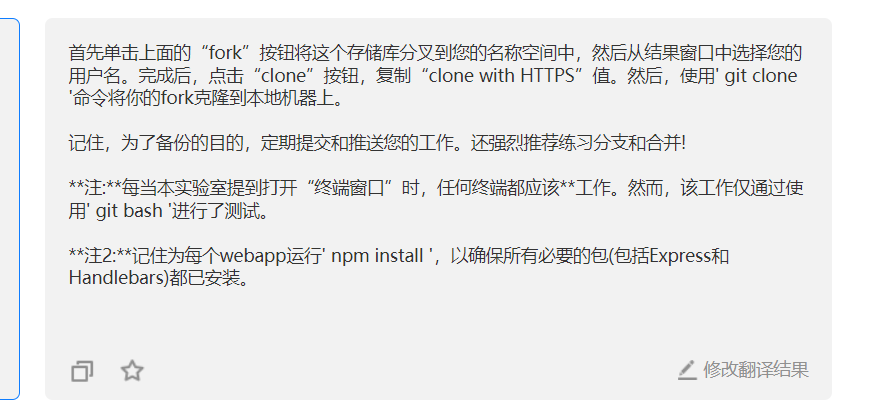 首先单击上面的“fork”按钮将这个存储库分叉到您的名称空间中，然后从结果窗口中选择您的
用户名。完成后，点击“clone”按钮，复制“clone with HTTPS”值。然后，使用' git clone
'命令将你的fork克隆到本地机器上。
记住，为了备份的目的，定期提交和推送您的工作。还强烈推荐练习分支和合并!
**注:**每当本实验室提到打开“终端窗口”时，任何终端都应该**工作。然而，该工作仅通过使
用' git bash '进行了测试。
**注2:**记住为每个webapp运行' npm install '，以确保所有必要的包(包括Express和
Handlebars)都已安装。
修改翻译结果